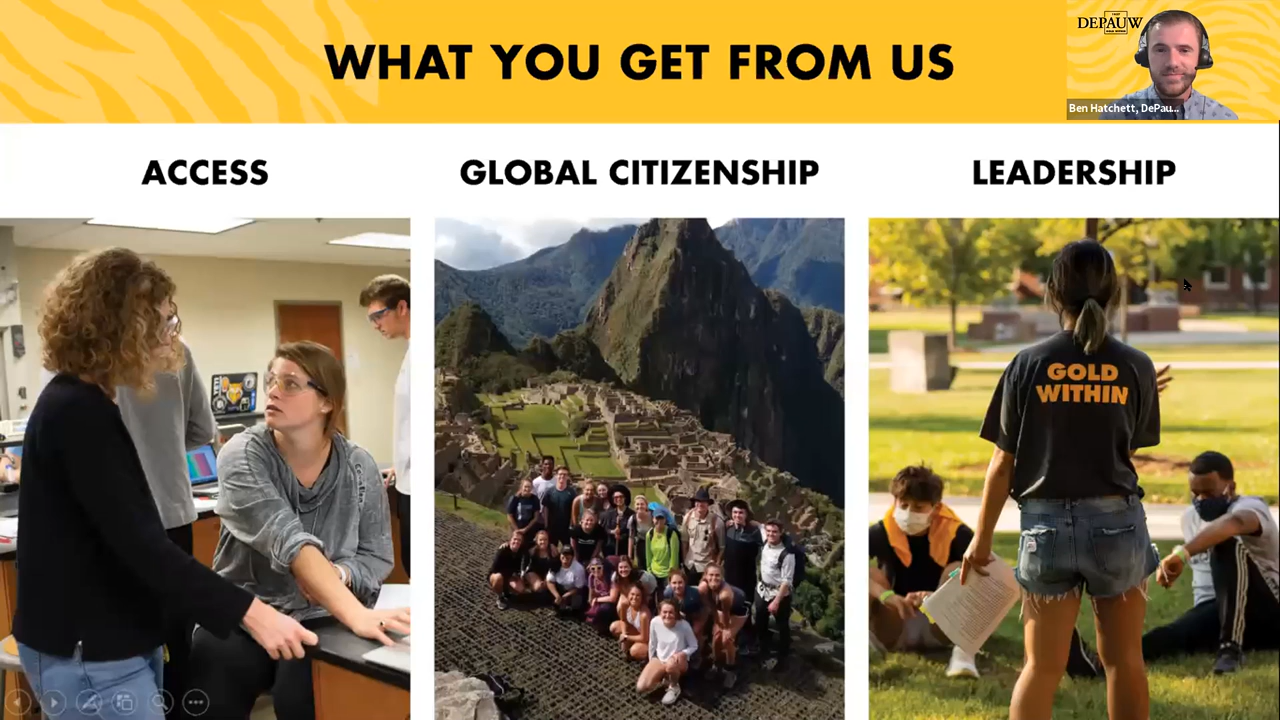 WHAT YOU GET FROM US
DEPAUW
Ben Hatchett, DePau...
ACCESS
GLOBAL CITIZENSHIP
LEADERSHIP
GOLD
WITHIN